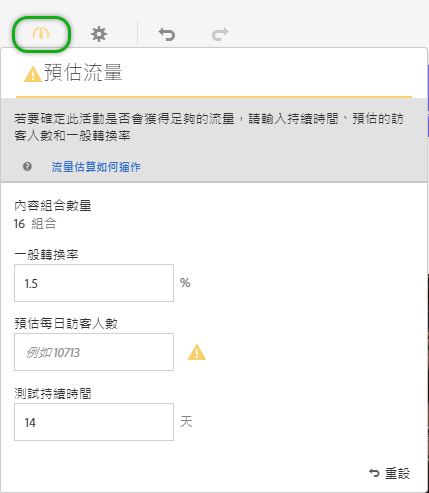 預估流量
若要確定此活動是否會獲得足夠的流量，請輸入持續時間、預估的訪
客人數和一般轉換率
流量估算如何運作
內容組合數量
16 組合
一般轉換率
1.5 %
預估每日訪客人數
例如 10713
測試持續時間
14 天
重設